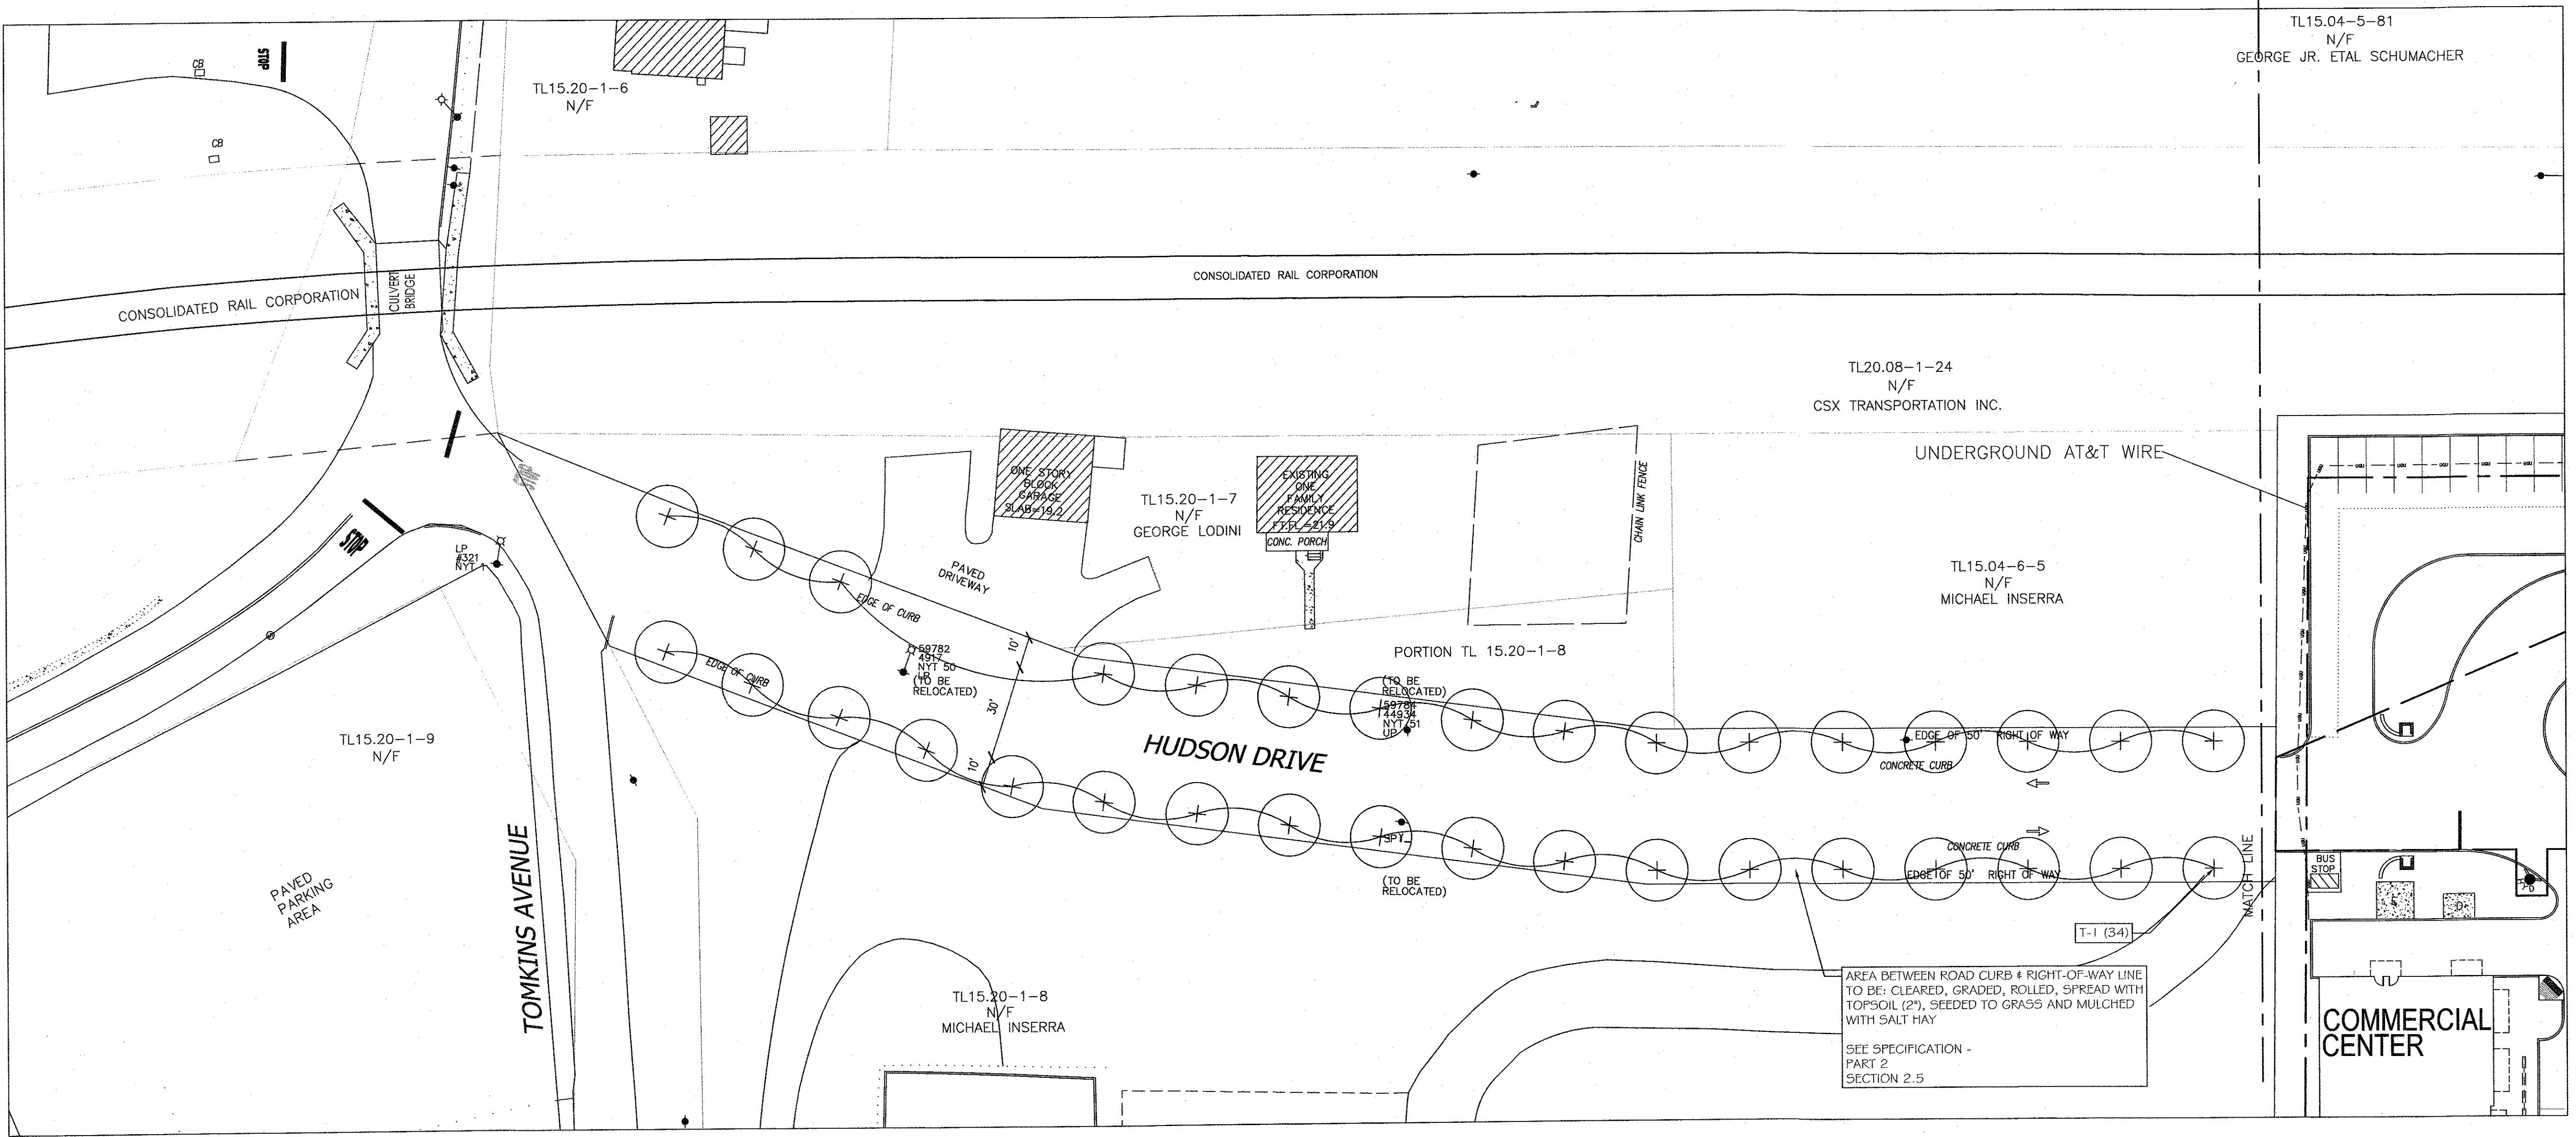 TL15.04-5-81
N/F
GEORGE JR. ETAL SCHUMACHER
STOP
CB
CB
TL15.20-1-6
N/F
CONSOLIDATED RAIL CORPORATION
CULVERT
BRIDGE
CONSOLIDATED RAIL CORPORATION
TL20.08-1-24
N/F
CSX TRANSPORTATION INC.
UNDERGROUND AT&T WIRE
UGU UGU UGU UGU UGU
ONE STORY
BLOCK
GARAGE
SLAB=19.2
TL15.20-1-7
N/F
GEORGE LODINI
EXISTING
ONE
FAMILY
RESIDENCE
FT.FL.=21.9
CONC. PORCH
CHAIN LINK FENCE
STOP
LP
#321
NYT 1
PAVED
DRIVEWAY
EDGE OF CURB
TL15.04-6-5
N/F
MICHAEL INSERRA
10'
30'
10'
59782
4917
NYT 50
LP
(TO BE
RELOCATED)
EDGE OF CURB
PORTION TL 15.20-1-8
(TO BE
RELOCATED)
44934
NYT 51
UP
TL15.20-1-9
N/F
HUDSON DRIVE
EDGE OF 50' RIGHT OF WAY
CONCRETE CURB
CONCRETE CURB
EDGE OF 50' RIGHT OF WAY
(TO BE
RELOCATED)
MATCH LINE
BUS
STOP
PAVED
PARKING
AREA
TOMKINS AVENUE
T-1 (34)
TL15.20-1-8
N/F
MICHAEL INSERRA
AREA BETWEEN ROAD CURB & RIGHT-OF-WAY LINE
TO BE: CLEARED, GRADED, ROLLED, SPREAD WITH
TOPSOIL (2"), SEEDED TO GRASS AND MULCHED
WITH SALT HAY
SEE SPECIFICATION -
PART 2
SECTION 2.5
COMMERCIAL
CENTER